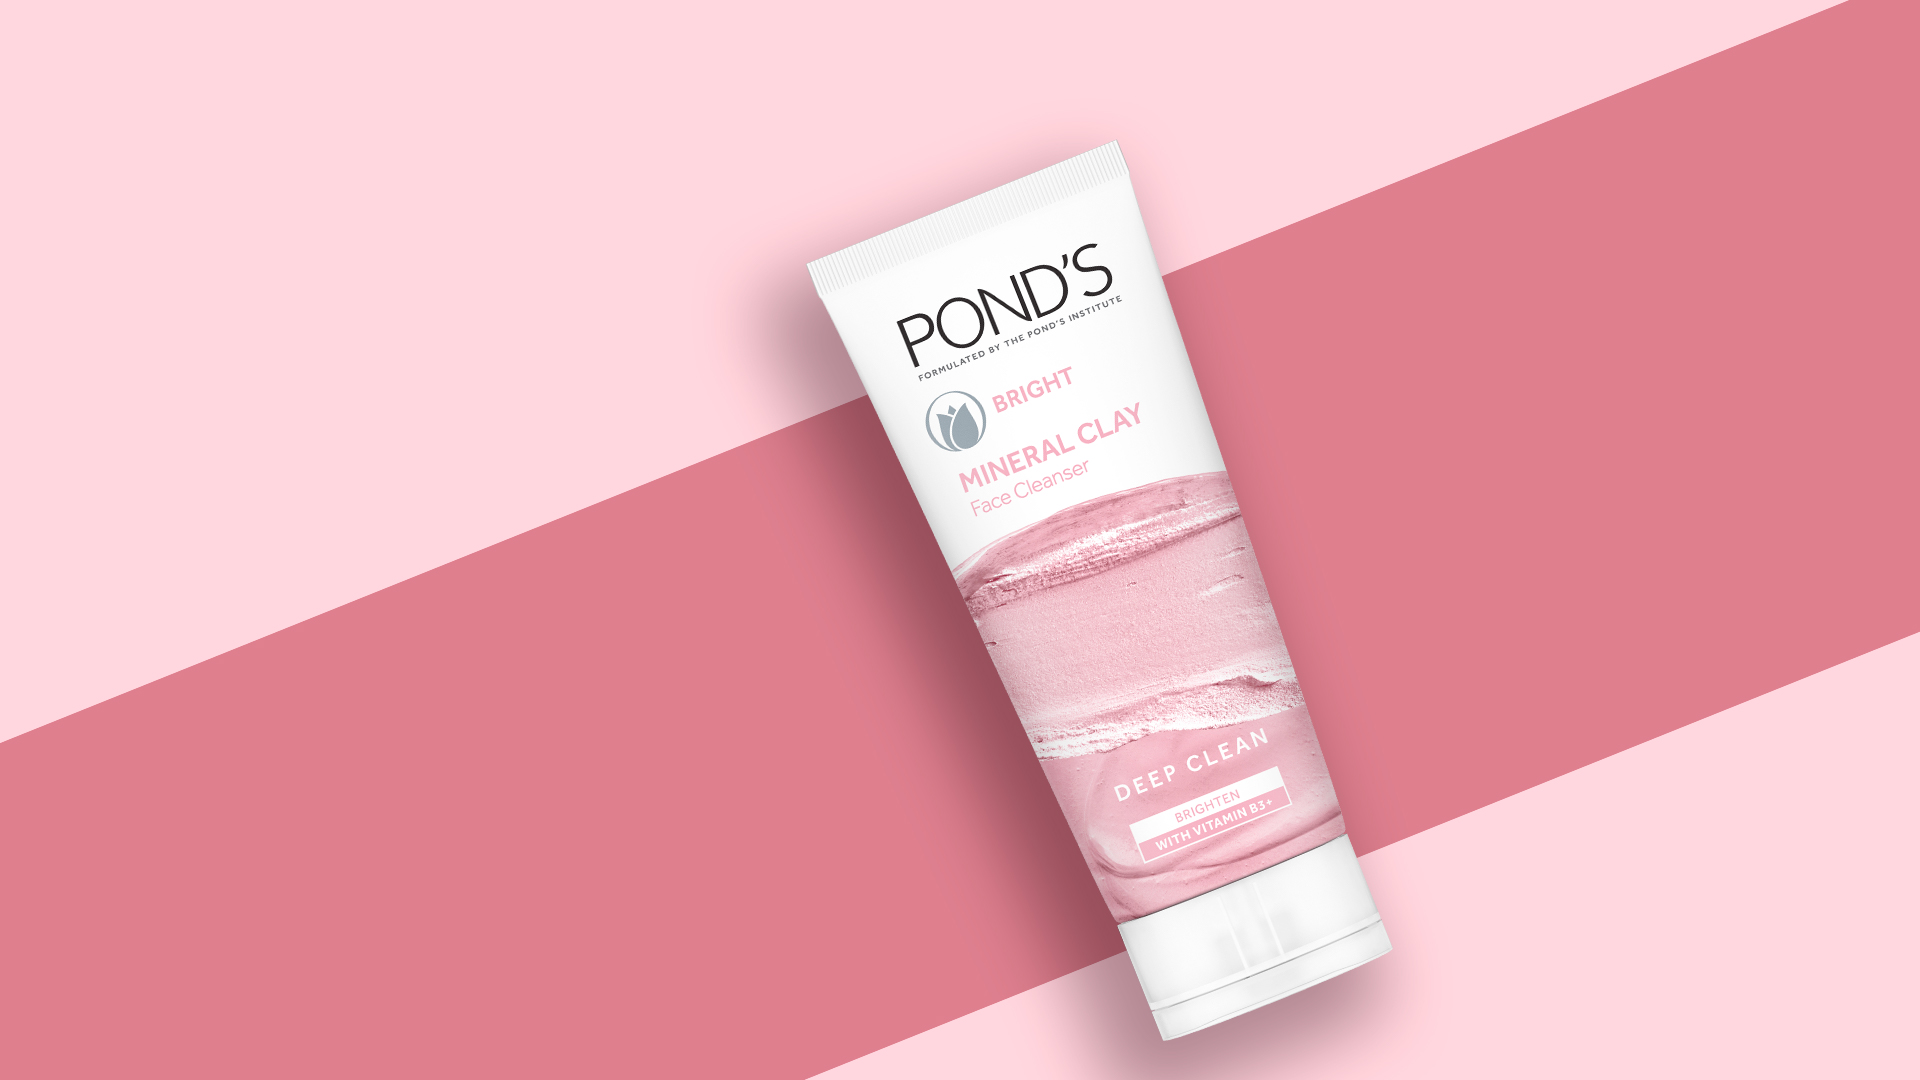 POND'S
FORMULATED BY THE POND'S INSTITUTE
BRIGHT
MINERAL CLAY
Face Cleanser
DEEP CLEAN
BRIGHTEN
WITH VITAMIN B3+